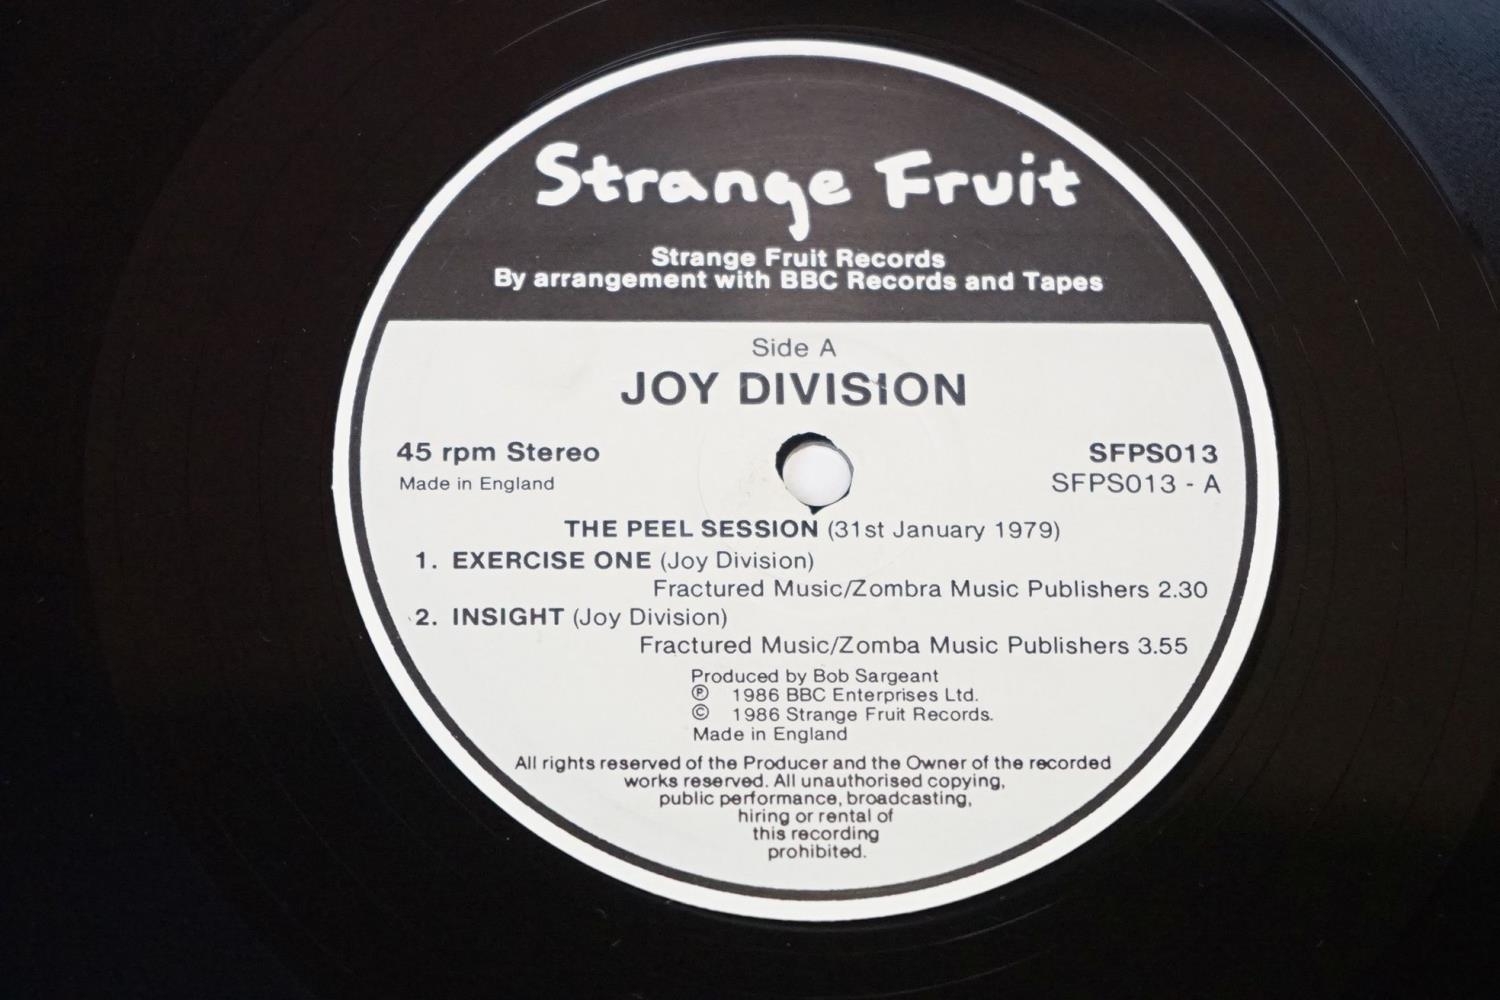 Strange Fruit
Strange Fruit Records
By arrangement with BBC Records and Tapes
Side A
JOY DIVISION
45 rpm Stereo
Made in England
SFPS013
SFPS013 - A
THE PEEL SESSION (31st January 1979)
1. EXERCISE ONE (Joy Division)
Fractured Music/Zombra Music Publishers 2.30
2. INSIGHT (Joy Division)
Fractured Music/Zomba Music Publishers 3.55
Produced by Bob Sargeant
℗ 1986 BBC Enterprises Ltd.
© 1986 Strange Fruit Records.
Made in England
All rights reserved of the Producer and the Owner of the recorded
works reserved. All unauthorised copying,
public performance, broadcasting,
hiring or rental of
this recording
prohibited.